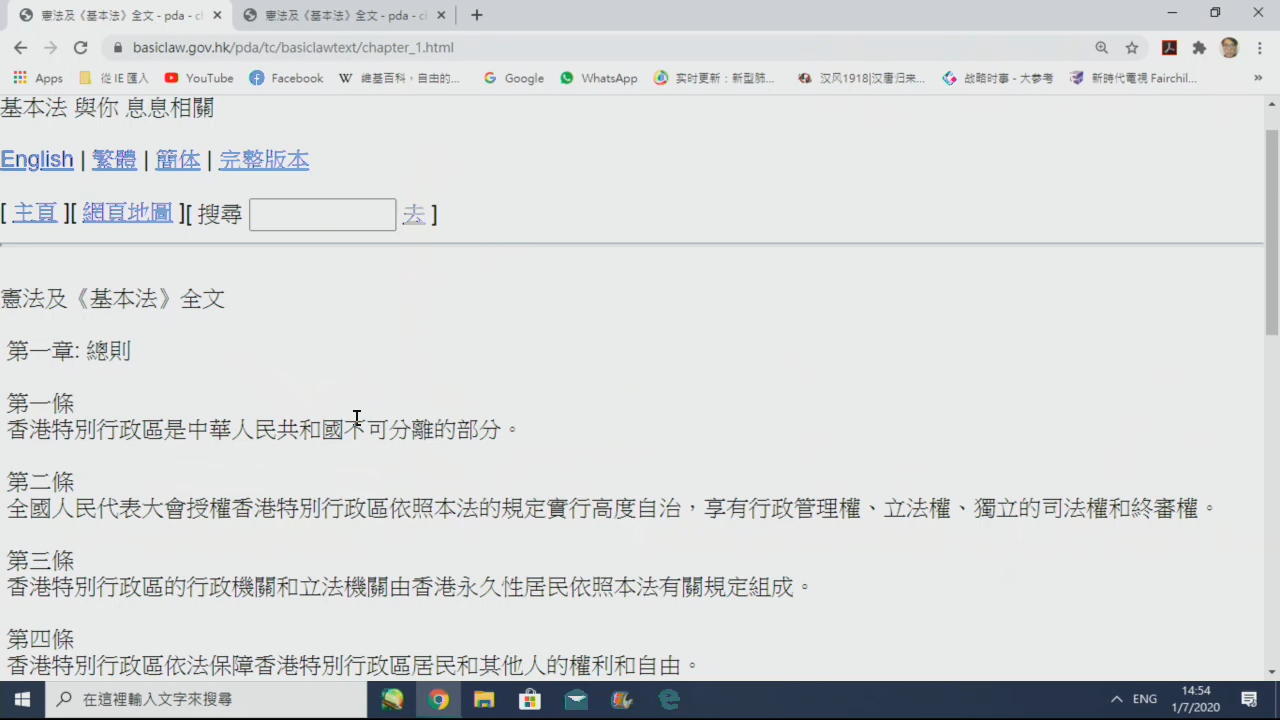 憲法及《基本法》全文 - pda - cl
憲法及《基本法》全文 - pda - cl
basiclaw.gov.hk/pda/tc/basiclawtext/chapter_1.html
Apps 從 IE 匯入 YouTube Facebook 維基百科，自由的... Google WhatsApp 实时更新：新型肺... 汉风1918|汉唐归来... 战略时事 - 大参考 新時代電視 Fairchil... »
基本法 與你 息息相關
English | 繁體 | 簡体 | 完整版本
[ 主頁 ][ 網頁地圖 ][ 搜尋 去 ]
憲法及《基本法》全文
第一章: 總則
第一條
香港特別行政區是中華人民共和國不可分離的部分。
第二條
全國人民代表大會授權香港特別行政區依照本法的規定實行高度自治，享有行政管理權、立法權、獨立的司法權和終審權。
第三條
香港特別行政區的行政機關和立法機關由香港永久性居民依照本法有關規定組成。
第四條
香港特別行政區依法保障香港特別行政區居民和其他人的權利和自由。
在這裡輸入文字來搜尋
ENG
14:54
1/7/2020